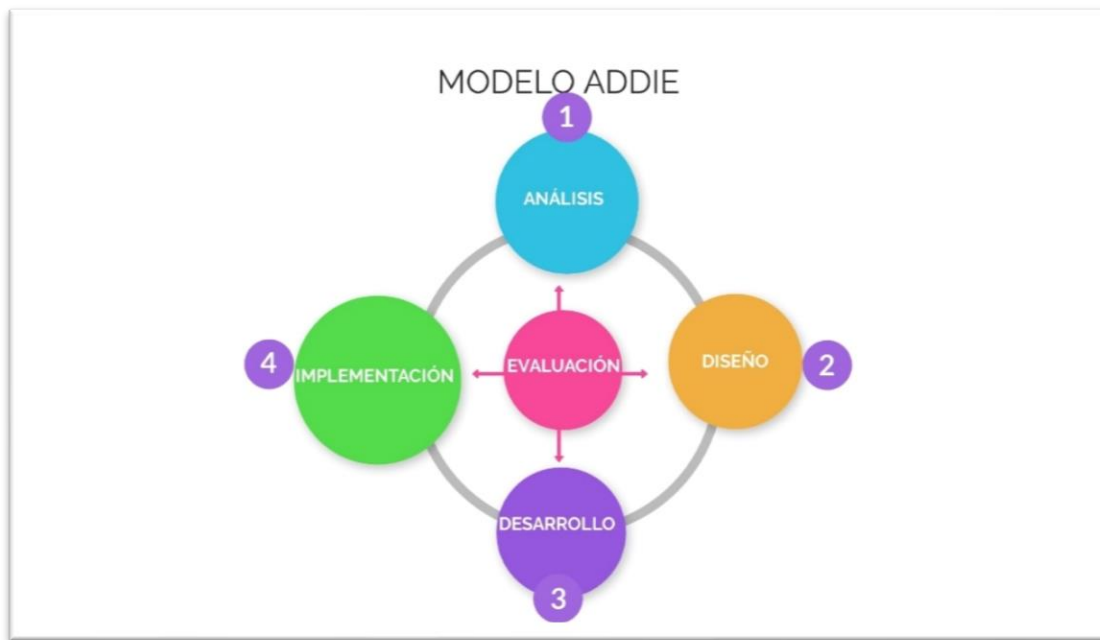 MODELO ADDIE
1
ANÁLISIS
DISEÑO
2
EVALUACIÓN
4
IMPLEMENTACIÓN
DESARROLLO
3